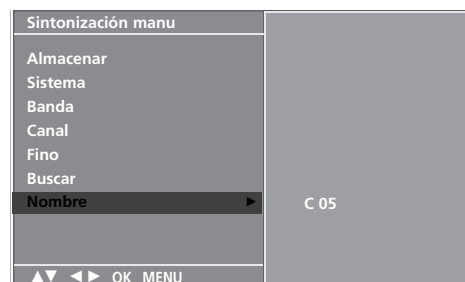 Sintonización manu
Almacenar
Sistema
Banda
Canal
Fino
Buscar
Nombre ▶ C 05
▲▼ ◀ ▶ OK MENU